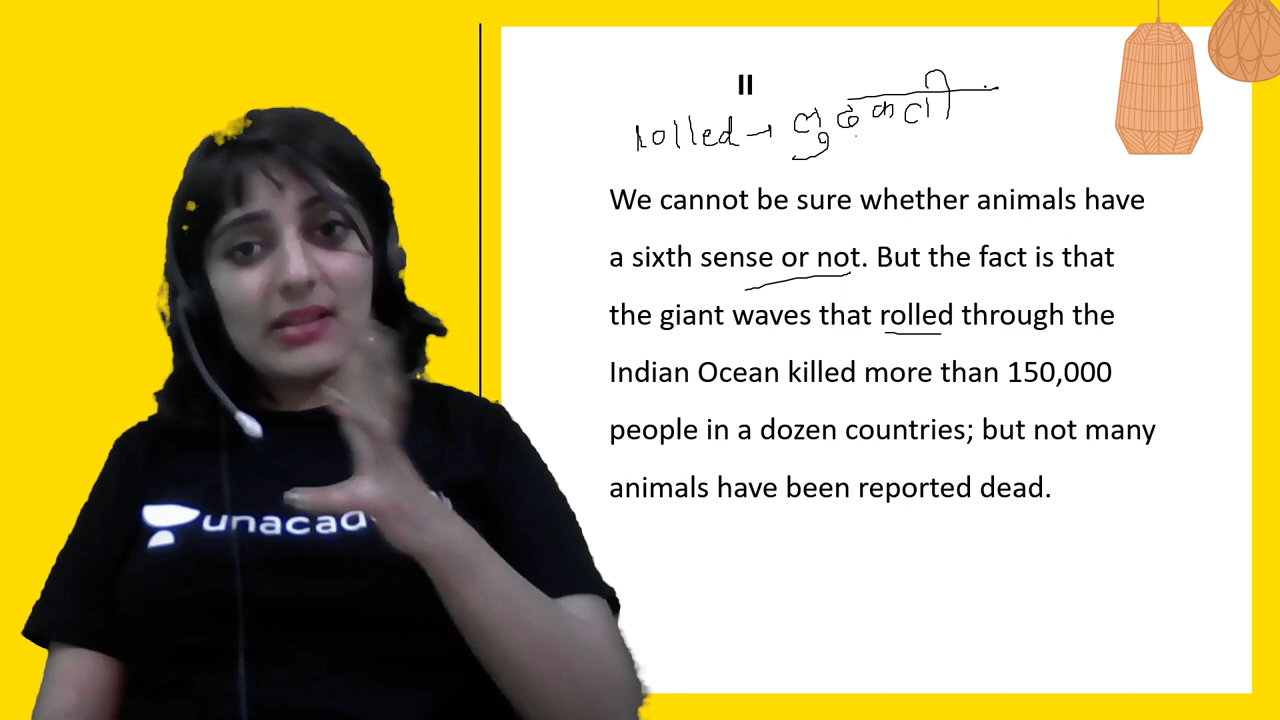 II
rolled → लुढ़कती
We cannot be sure whether animals have
a sixth sense or not. But the fact is that
the giant waves that rolled through the
Indian Ocean killed more than 150,000
people in a dozen countries; but not many
animals have been reported dead.
unacad